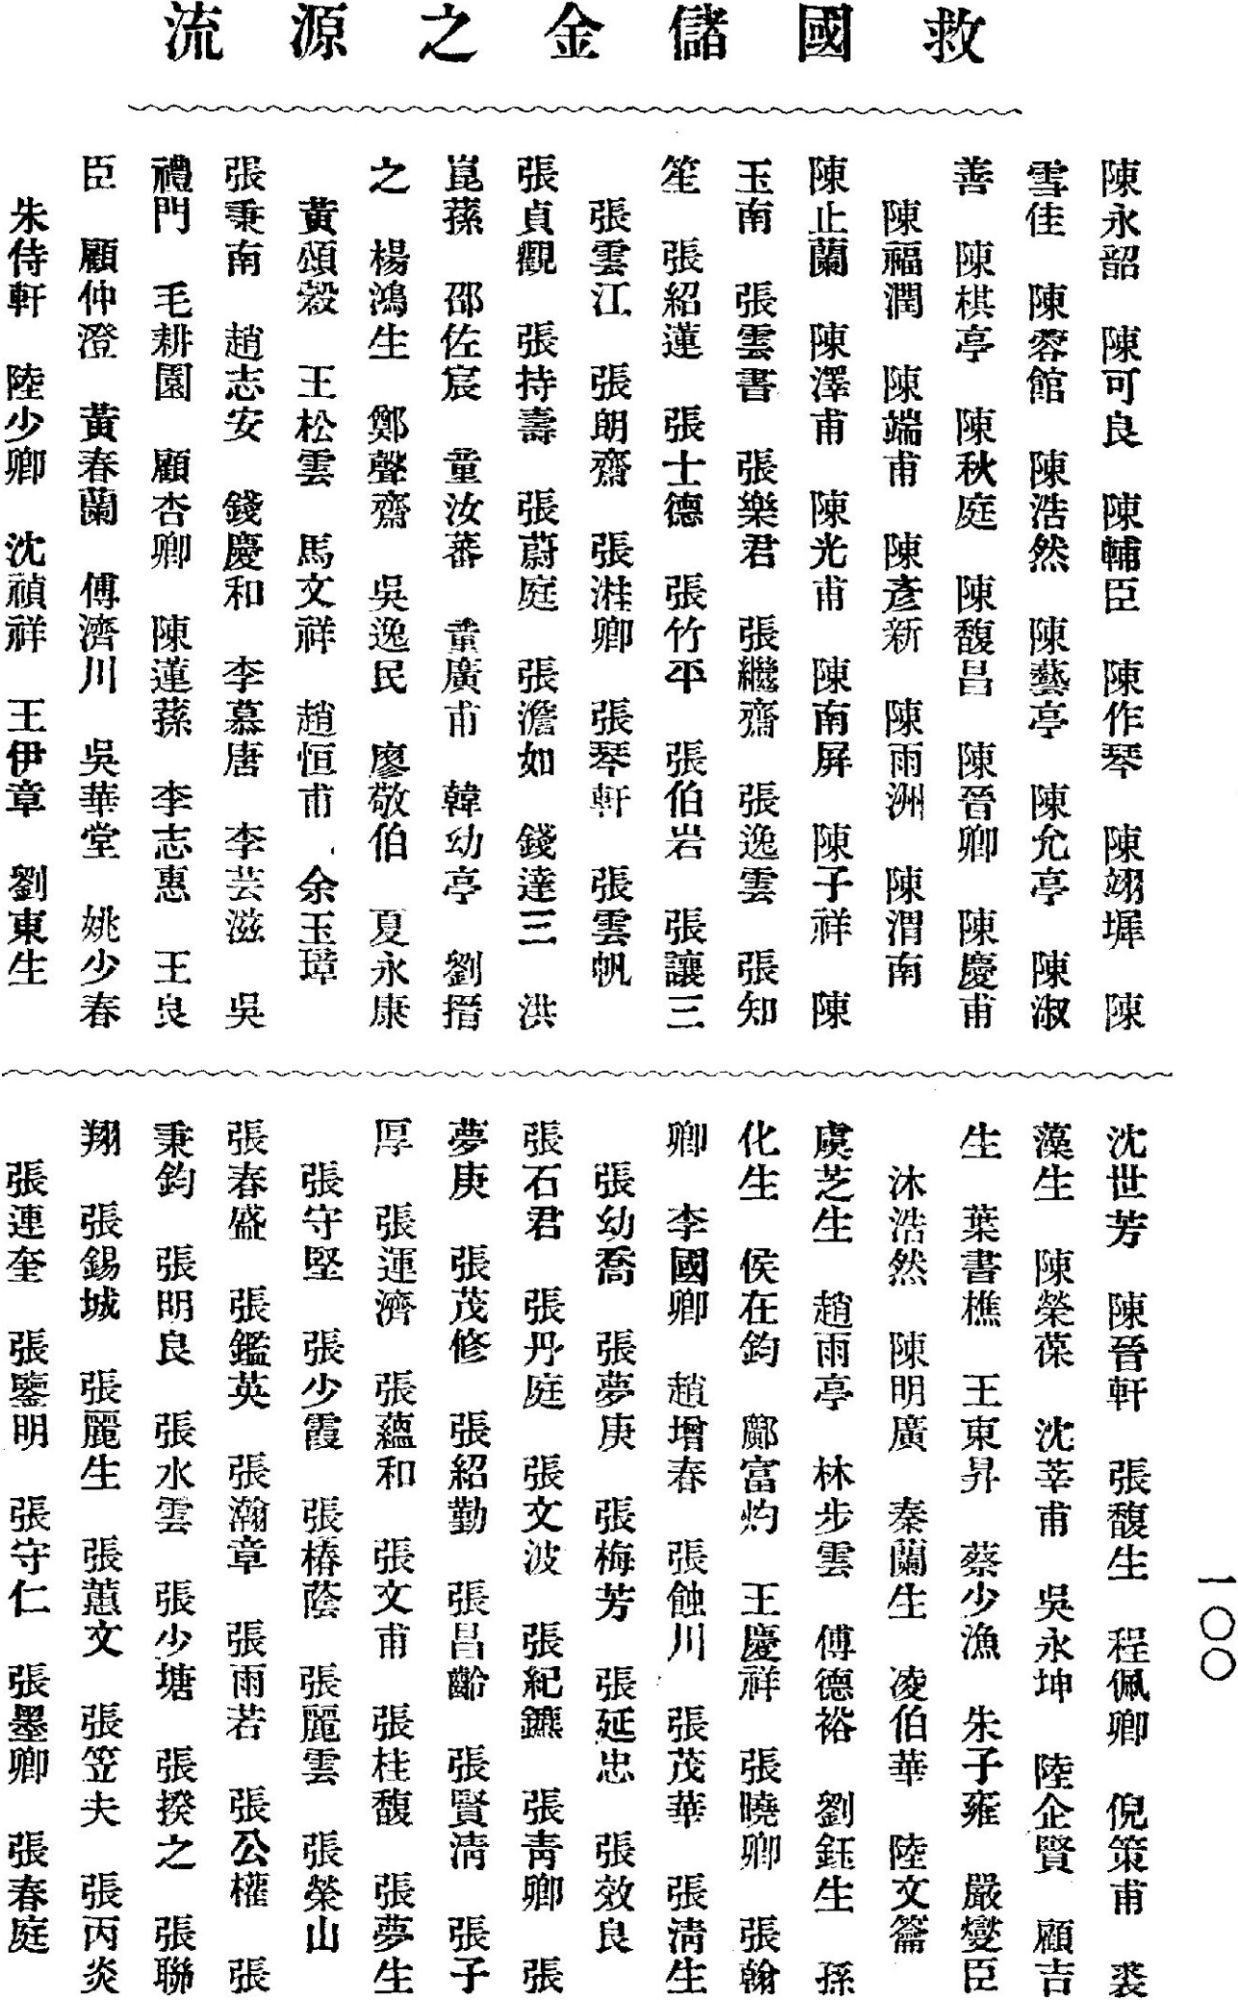 救國儲金之源流
陳永韶　陳可良　陳輔臣　陳作琴　陳翊墀　陳
雪佳　陳蓉館　陳浩然　陳藝亭　陳允亭　陳淑
善　陳棋亭　陳秋庭　陳馥昌　陳晉卿　陳慶甫
陳福潤　陳端甫　陳彥新　陳雨洲　陳渭南
陳止蘭　陳澤甫　陳光甫　陳南屏　陳子祥　陳
玉南　張雲書　張樂君　張繼齋　張逸雲　張知
笙　張紹蓮　張士德　張竹平　張伯岩　張讓三
張雲江　張朗齋　張溎卿　張琴軒　張雲帆
張貞觀　張持壽　張蔚庭　張澹如　錢達三　洪
崑蓀　邵佐宸　童汝蕃　董廣甫　韓幼亭　劉搢
之　楊鴻生　鄭聲齋　吳逸民　廖敬伯　夏永康
黃頌穀　王松雲　馬文祥　趙恒甫　余玉璋
張秉南　趙志安　錢慶和　李慕唐　李芸滋　吳
禮門　毛耕園　顧杏卿　陳蓮蓀　李志惠　王良
臣　顧仲澄　黃春蘭　傅濟川　吳華堂　姚少春
朱侍軒　陸少卿　沈禎祥　王伊章　劉東生
沈世芳　陳晉軒　張馥生　程佩卿　倪策甫　裘
藻生　陳榮葆　沈莘甫　吳永坤　陸企賢　顧吉
生　葉書樵　王東昇　蔡少漁　朱子雍　嚴燮臣
沐浩然　陳明廣　秦蘭生　凌伯華　陸文籥
虞芝生　趙雨亭　林步雲　傅德裕　劉鈺生　孫
化生　侯在鈞　鄺富灼　王慶祥　張曉卿　張翰
卿　李國卿　趙增春　張蝕川　張茂華　張淸生
張幼喬　張夢庚　張梅芳　張延忠　張效良
張石君　張丹庭　張文波　張紀鑣　張青卿　張
夢庚　張茂修　張紹勤　張昌齡　張賢淸　張子
厚　張運濟　張蘊和　張文甫　張桂馥　張夢生
張守堅　張少霞　張椿蔭　張麗雲　張榮山
張春盛　張鑑英　張瀚章　張雨若　張公權　張
秉鈞　張明良　張水雲　張少塘　張揆之　張聯
翔　張錫城　張麗生　張蕙文　張笠夫　張丙炎
張連奎　張鑒明　張守仁　張墨卿　張春庭
一〇〇